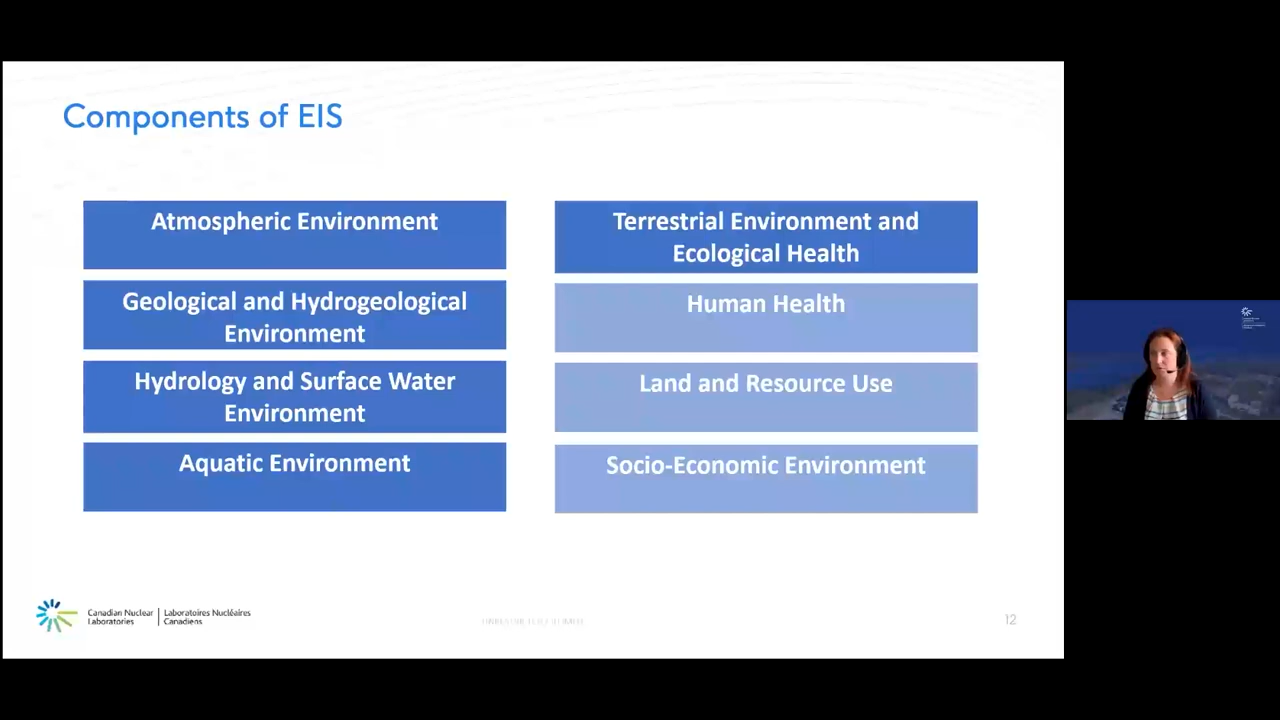 Components of EIS
Atmospheric Environment
Geological and Hydrogeological
Environment
Hydrology and Surface Water
Environment
Aquatic Environment
Terrestrial Environment and
Ecological Health
Human Health
Land and Resource Use
Socio-Economic Environment
Canadian Nuclear
Laboratories
Laboratoires Nucléaires
Canadiens
12